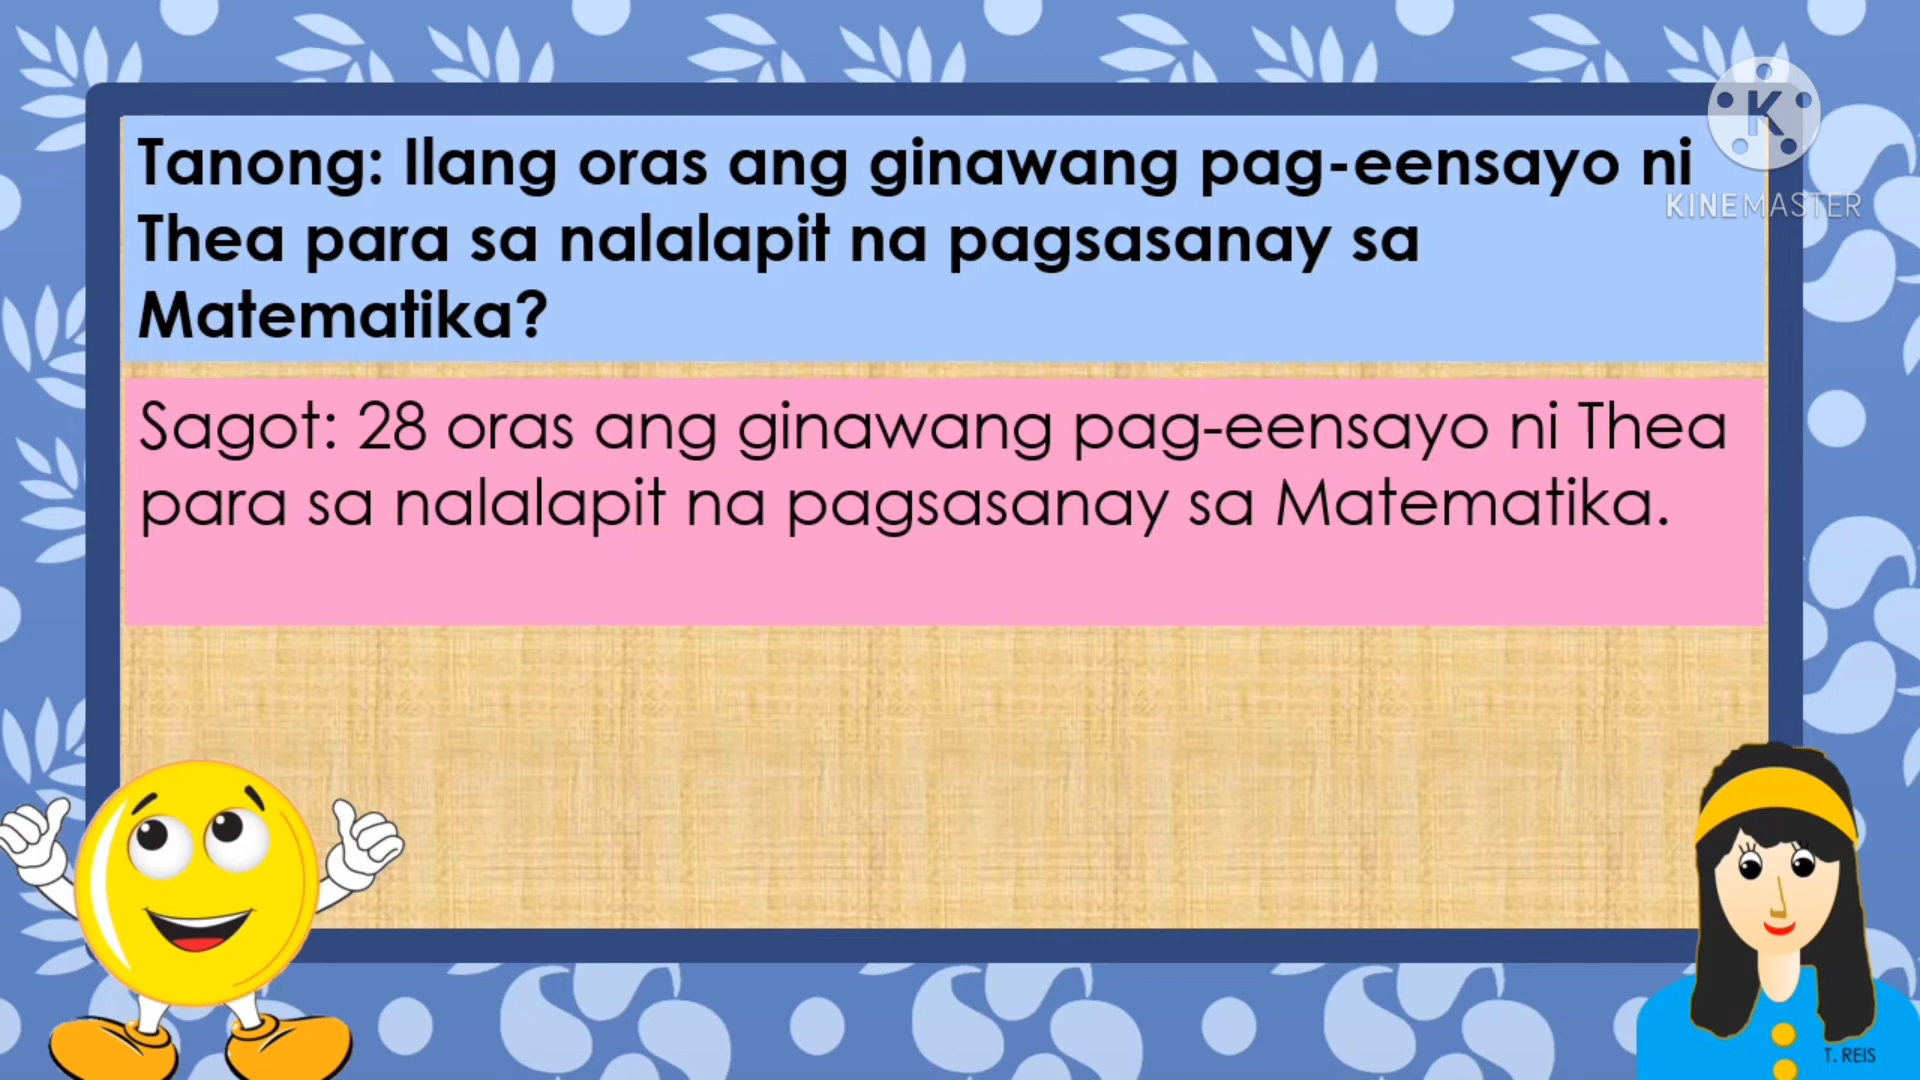 Tanong: Ilang oras ang ginawang pag-eensayo ni
Thea para sa nalalapit na pagsasanay sa
Matematika?
Sagot: 28 oras ang ginawang pag-eensayo ni Thea
para sa nalalapit na pagsasanay sa Matematika.
K
KINEMASTER
T. REIS